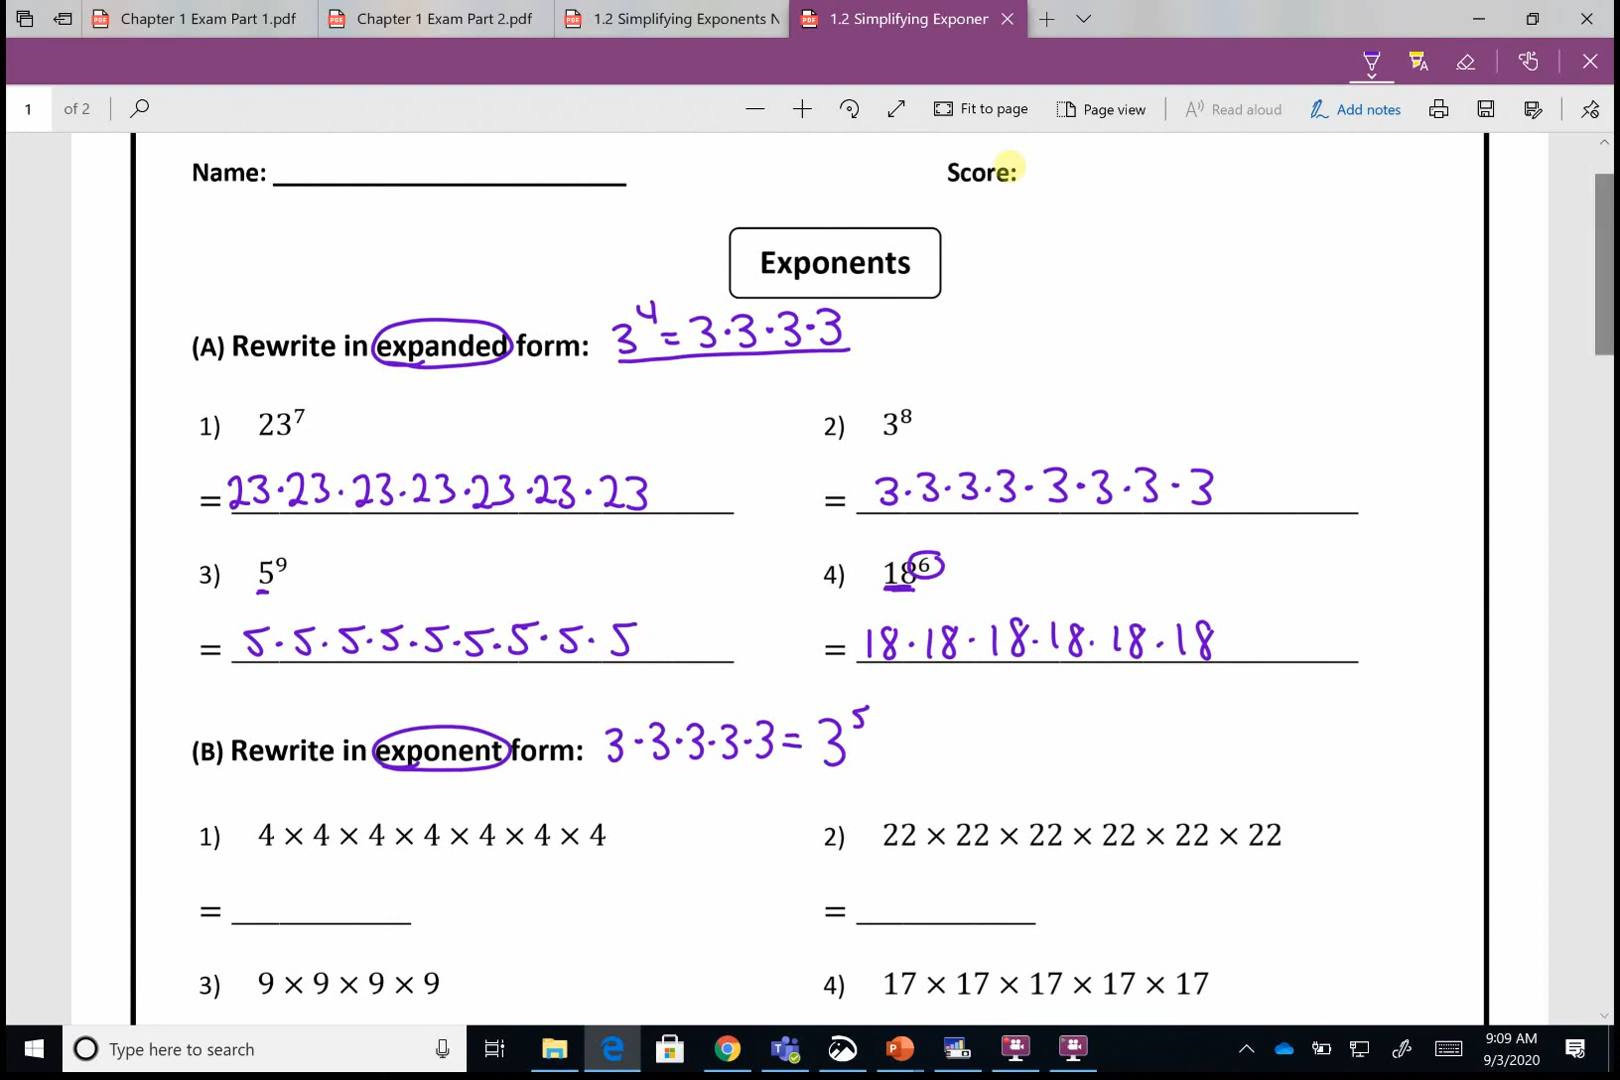 Chapter 1 Exam Part 1.pdf Chapter 1 Exam Part 2.pdf 1.2 Simplifying Exponents N 1.2 Simplifying Exponer
1 of 2 Fit to page Page view Read aloud Add notes
Name: Score:
Exponents
(A) Rewrite in expanded form: 3⁴ = 3·3·3·3
1) 23⁷ 2) 3⁸
= 23·23·23·23·23·23·23 = 3·3·3·3·3·3·3·3
3) 5⁹ 4) 18⁶
= 5·5·5·5·5·5·5·5·5 = 18·18·18·18·18·18
(B) Rewrite in exponent form: 3·3·3·3·3 = 3⁵
1) 4 × 4 × 4 × 4 × 4 × 4 × 4 2) 22 × 22 × 22 × 22 × 22 × 22
= =
3) 9 × 9 × 9 × 9 4) 17 × 17 × 17 × 17 × 17
Type here to search 9:09 AM
9/3/2020